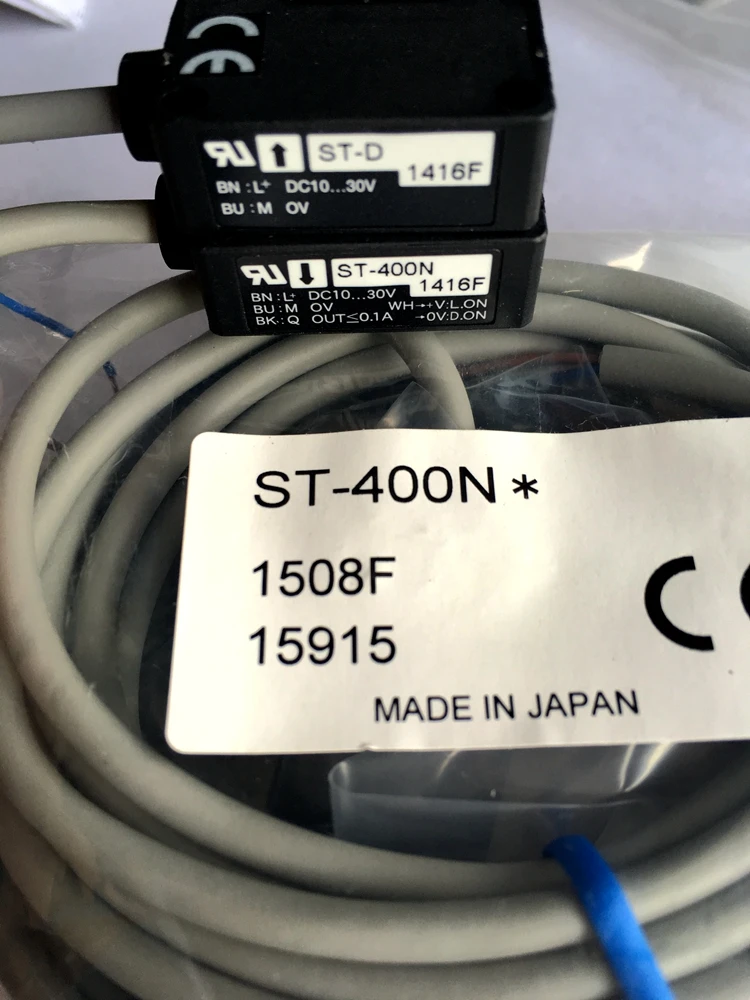 CE
ST-D
1416F
BN : L+ DC10...30V
BU : M 0V
ST-400N
1416F
BN : L+ DC10...30V
BU : M 0V WH→+V:L.ON
BK : Q OUT≤0.1A →0V:D.ON
ST-400N*
1508F
15915
MADE IN JAPAN